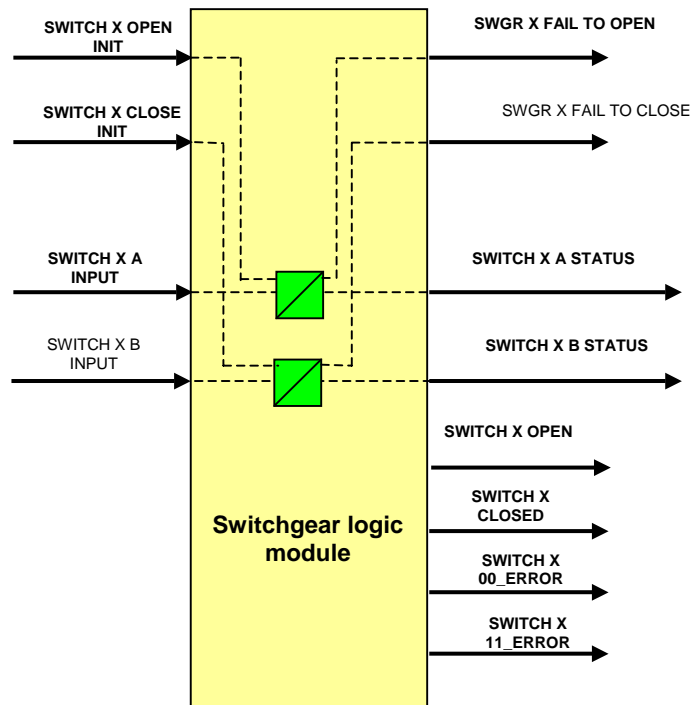 SWITCH X OPEN
INIT
SWITCH X CLOSE
INIT
SWITCH X A
INPUT
SWITCH X B
INPUT
Switchgear logic
module
SWGR X FAIL TO OPEN
SWGR X FAIL TO CLOSE
SWITCH X A STATUS
SWITCH X B STATUS
SWITCH X OPEN
SWITCH X
CLOSED
SWITCH X
00_ERROR
SWITCH X
11_ERROR